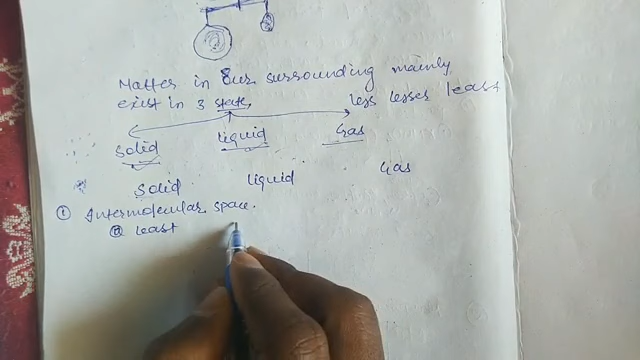 Matter in our surrounding mainly
exist in 3 state
less lesser least
solid liquid Gas
solid liquid Gas
① Intermolecular space.
ⓐ least